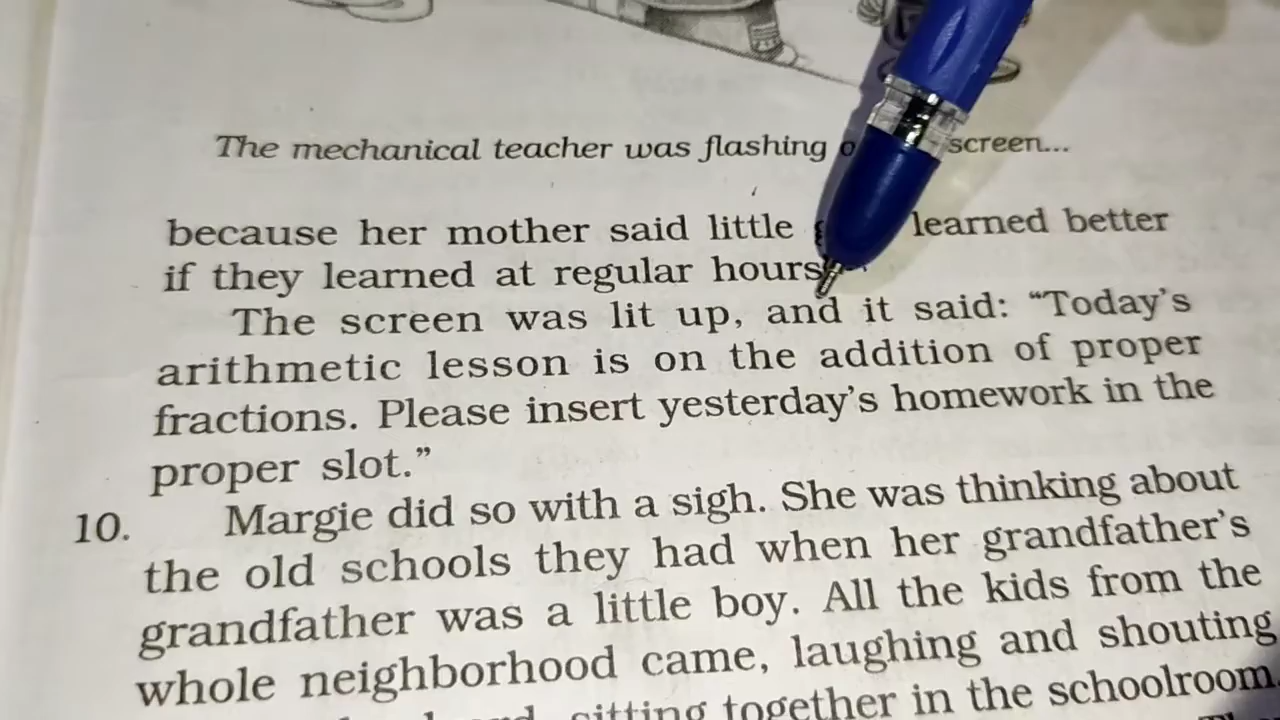 The mechanical teacher was flashing screen...
because her mother said little learned better
if they learned at regular hours
The screen was lit up, and it said: “Today’s
arithmetic lesson is on the addition of proper
fractions. Please insert yesterday’s homework in the
proper slot.”
10. Margie did so with a sigh. She was thinking about
the old schools they had when her grandfather’s
grandfather was a little boy. All the kids from the
whole neighborhood came, laughing and shouting
sitting together in the schoolroom.